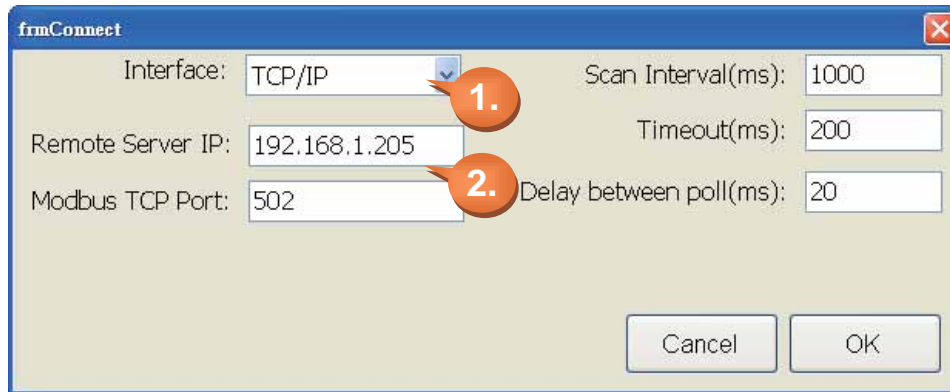 frmConnect
Interface: TCP/IP
1.
Remote Server IP: 192.168.1.205
2.
Modbus TCP Port: 502
Scan Interval(ms): 1000
Timeout(ms): 200
Delay between poll(ms): 20
Cancel OK